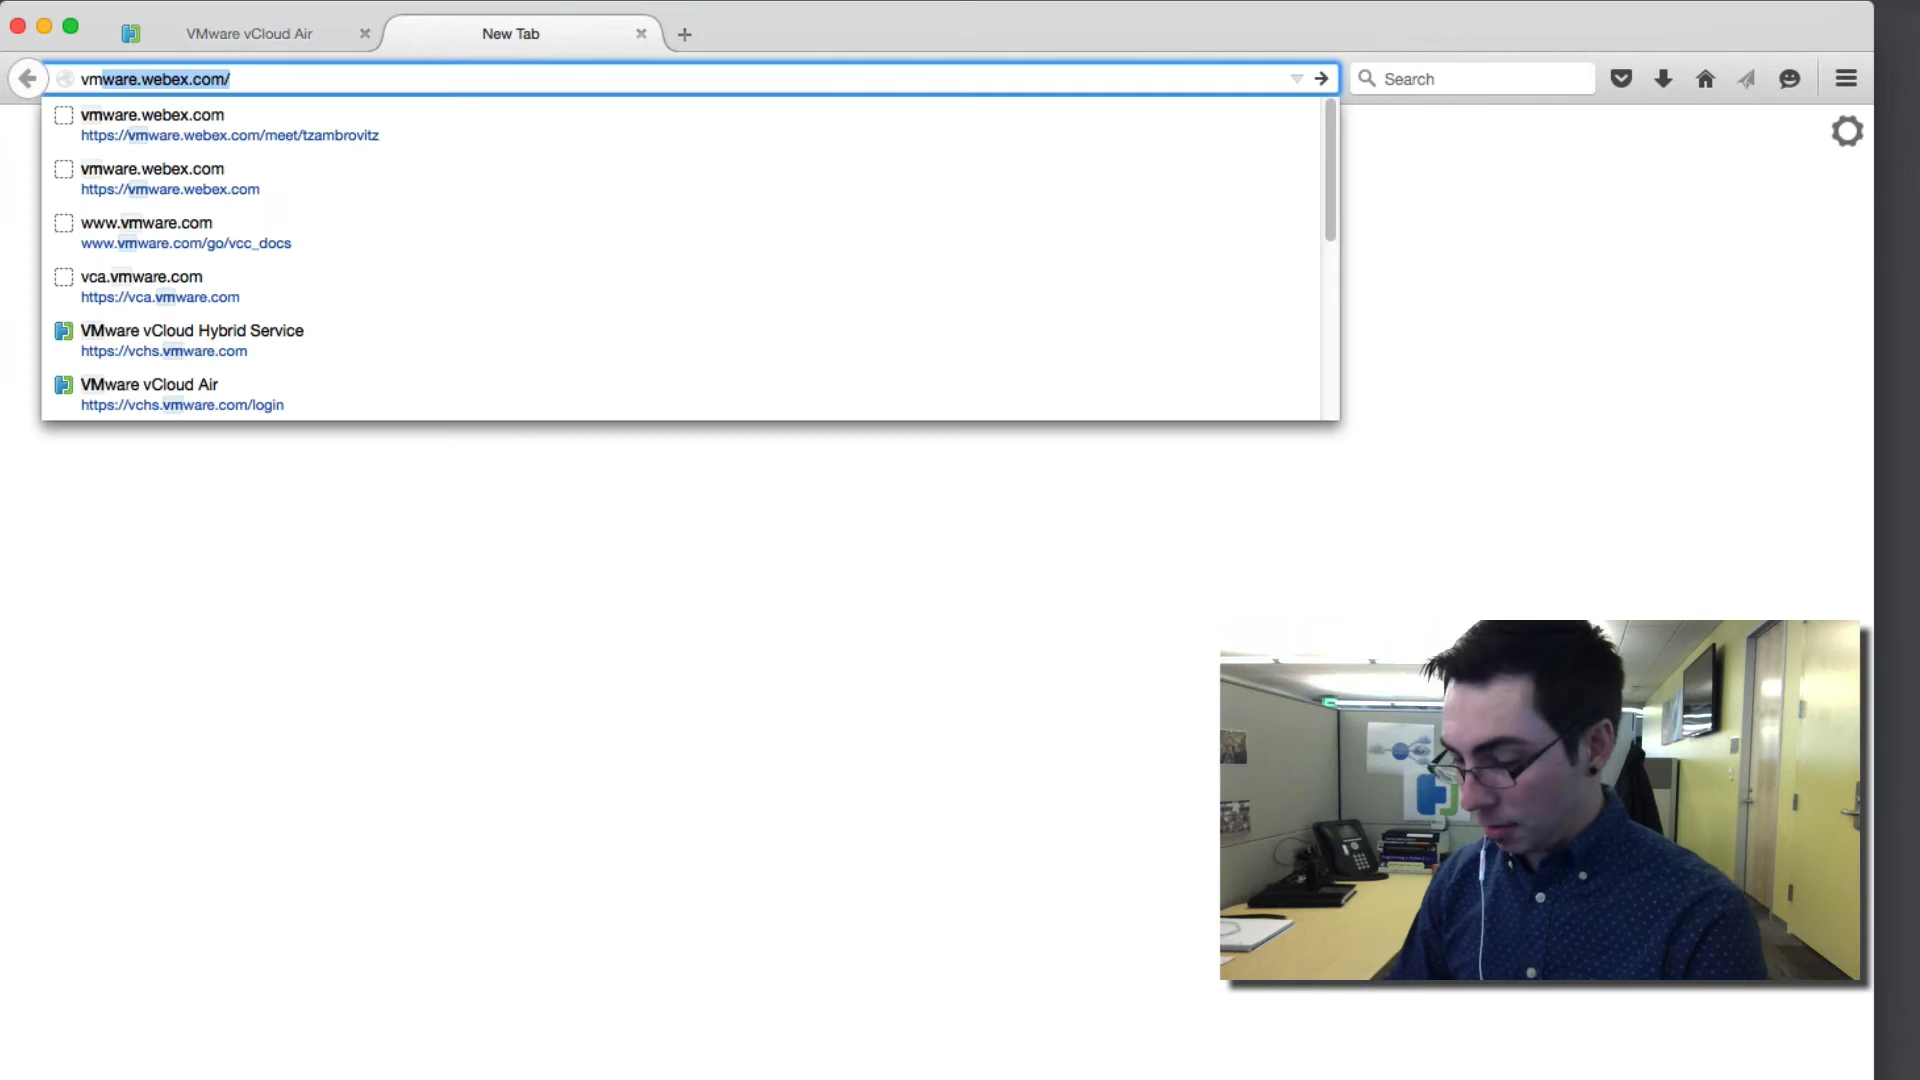 VMware vCloud Air
New Tab
vmware.webex.com/
Search
vmware.webex.com
https://vmware.webex.com/meet/tzambrovitz
vmware.webex.com
https://vmware.webex.com
www.vmware.com
www.vmware.com/go/vcc_docs
vca.vmware.com
https://vca.vmware.com
VMware vCloud Hybrid Service
https://vchs.vmware.com
VMware vCloud Air
https://vchs.vmware.com/login